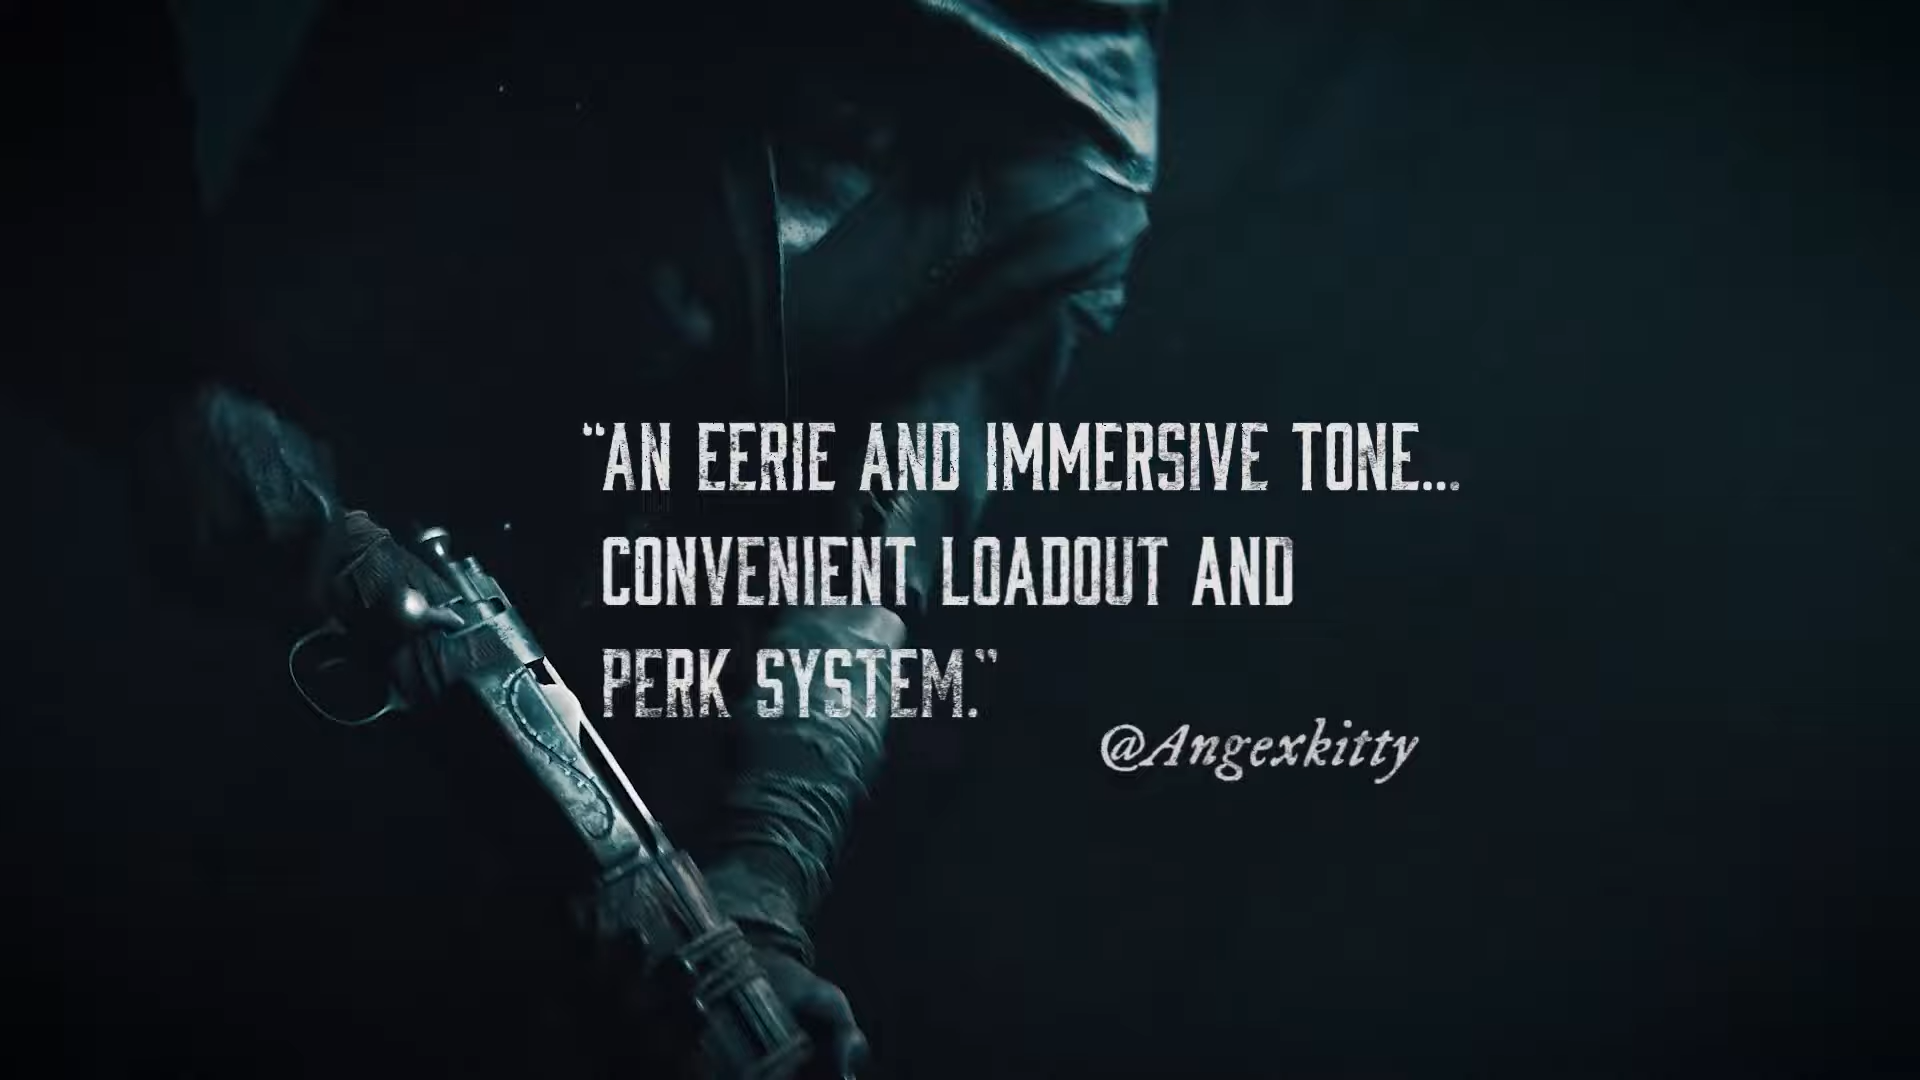 “AN EERIE AND IMMERSIVE TONE...
CONVENIENT LOADOUT AND
PERK SYSTEM.”
@Angexkitty